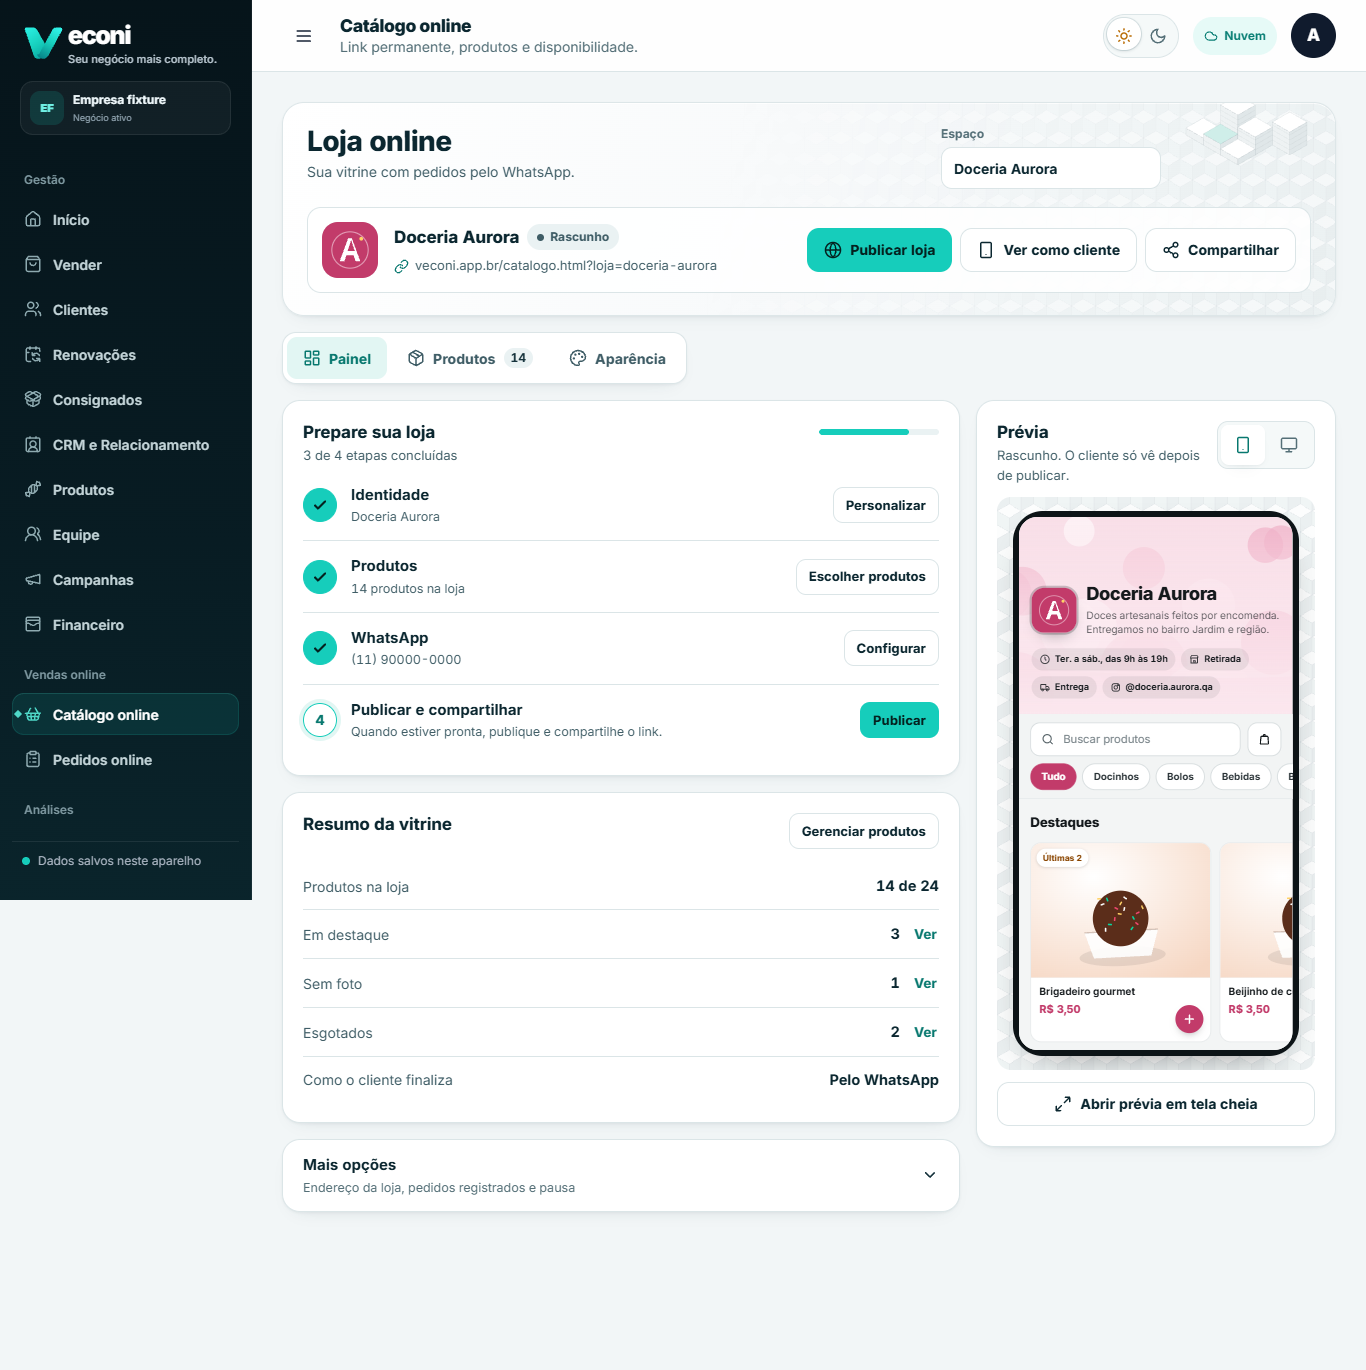 Veconi
Seu negócio mais completo.
EF
Empresa fixture
Negócio ativo
Gestão
Início
Vender
Clientes
Renovações
Consignados
CRM e Relacionamento
Produtos
Equipe
Campanhas
Financeiro
Vendas online
Catálogo online
Pedidos online
Análises
Dados salvos neste aparelho
Catálogo online
Link permanente, produtos e disponibilidade.
Nuvem
A
Loja online
Sua vitrine com pedidos pelo WhatsApp.
Espaço
Doceria Aurora
A
Doceria Aurora
Rascunho
veconi.app.br/catalogo.html?loja=doceria-aurora
Publicar loja
Ver como cliente
Compartilhar
Painel
Produtos 14
Aparência
Prepare sua loja
3 de 4 etapas concluídas
Identidade
Doceria Aurora
Personalizar
Produtos
14 produtos na loja
Escolher produtos
WhatsApp
(11) 90000-0000
Configurar
4
Publicar e compartilhar
Quando estiver pronta, publique e compartilhe o link.
Publicar
Resumo da vitrine
Gerenciar produtos
Produtos na loja
14 de 24
Em destaque
3 Ver
Sem foto
1 Ver
Esgotados
2 Ver
Como o cliente finaliza
Pelo WhatsApp
Mais opções
Endereço da loja, pedidos registrados e pausa
Prévia
Rascunho. O cliente só vê depois
de publicar.
A
Doceria Aurora
Doces artesanais feitos por encomenda.
Entregamos no bairro Jardim e região.
Ter. a sáb., das 9h às 19h
Retirada
Entrega
@doceria.aurora.qa
Buscar produtos
Tudo
Docinhos
Bolos
Bebidas
Destaques
Últimas 2
Brigadeiro gourmet
R$ 3,50
Beijinho de c
R$ 3,50
Abrir prévia em tela cheia